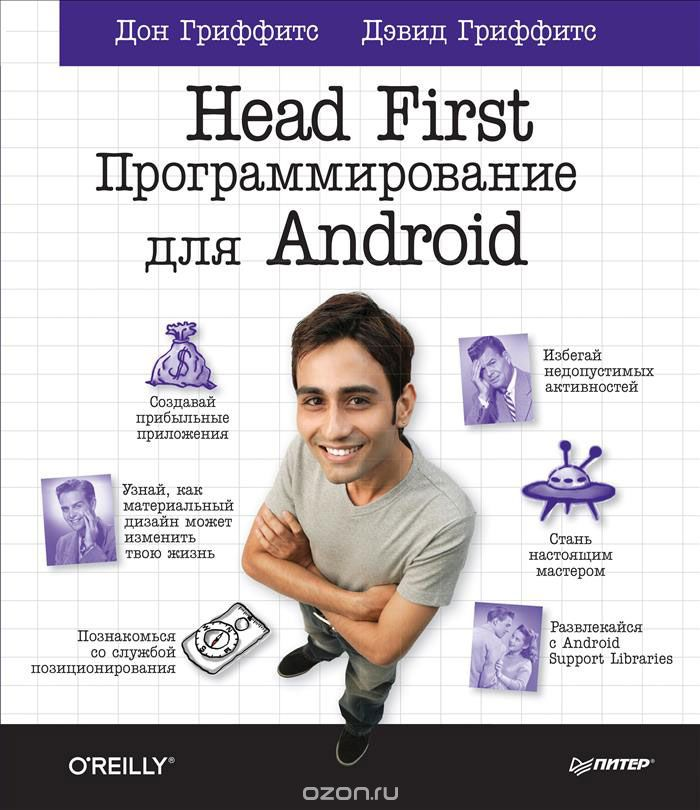 Дон Гриффитс Дэвид Гриффитс
Head First
Программирование
для Android
$
Создавай
прибыльные
приложения
Избегай
недопустимых
активностей
Узнай, как
материальный
дизайн может
изменить
твою жизнь
Стань
настоящим
мастером
Познакомься
со службой
позиционирования
Развлекайся
с Android
Support Libraries
O'REILLY®
ПИТЕР®
ozon.ru